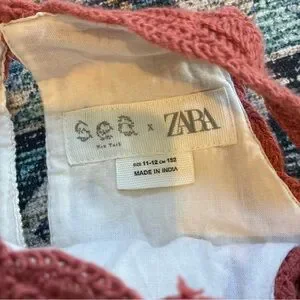 sea x ZARA
New York
SIZE 11-12 CM 152
MADE IN INDIA